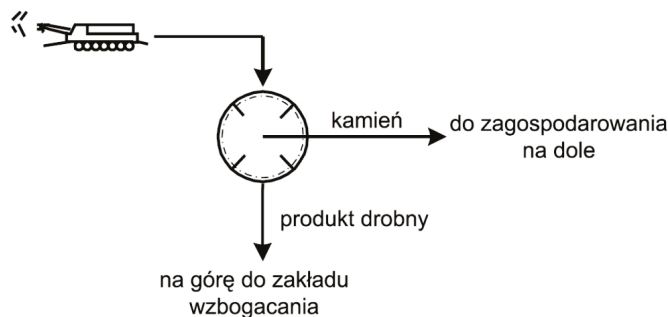 kamień
do zagospodarowania
na dole
produkt drobny
na górę do zakładu
wzbogacania